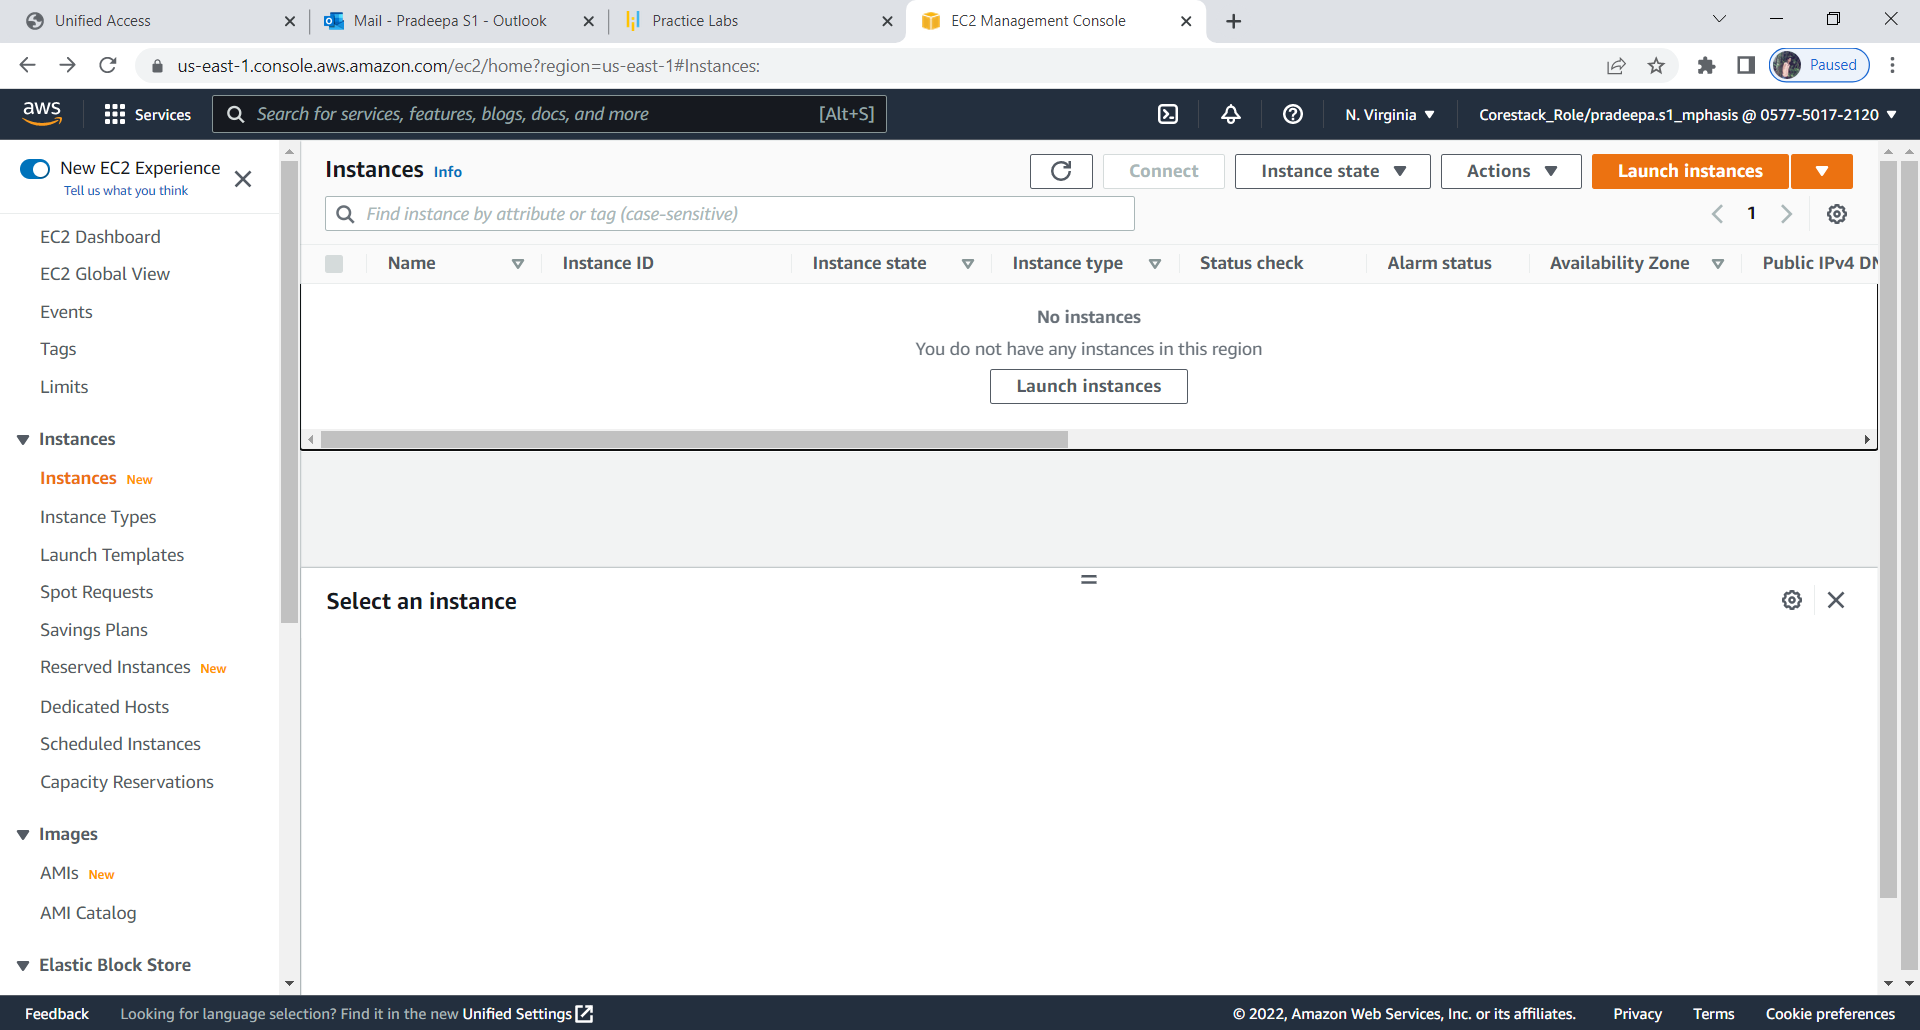 Unified Access
Mail - Pradeepa S1 - Outlook
Practice Labs
EC2 Management Console
us-east-1.console.aws.amazon.com/ec2/home?region=us-east-1#Instances:
Paused
aws
Services
Search for services, features, blogs, docs, and more
[Alt+S]
N. Virginia
Corestack_Role/pradeepa.s1_mphasis @ 0577-5017-2120
New EC2 Experience
Tell us what you think
EC2 Dashboard
EC2 Global View
Events
Tags
Limits
Instances
Instances New
Instance Types
Launch Templates
Spot Requests
Savings Plans
Reserved Instances New
Dedicated Hosts
Scheduled Instances
Capacity Reservations
Images
AMIs New
AMI Catalog
Elastic Block Store
Instances Info
Connect
Instance state
Actions
Launch instances
Find instance by attribute or tag (case-sensitive)
1
Name
Instance ID
Instance state
Instance type
Status check
Alarm status
Availability Zone
Public IPv4 DN
No instances
You do not have any instances in this region
Launch instances
Select an instance
Feedback
Looking for language selection? Find it in the new Unified Settings
© 2022, Amazon Web Services, Inc. or its affiliates.
Privacy
Terms
Cookie preferences